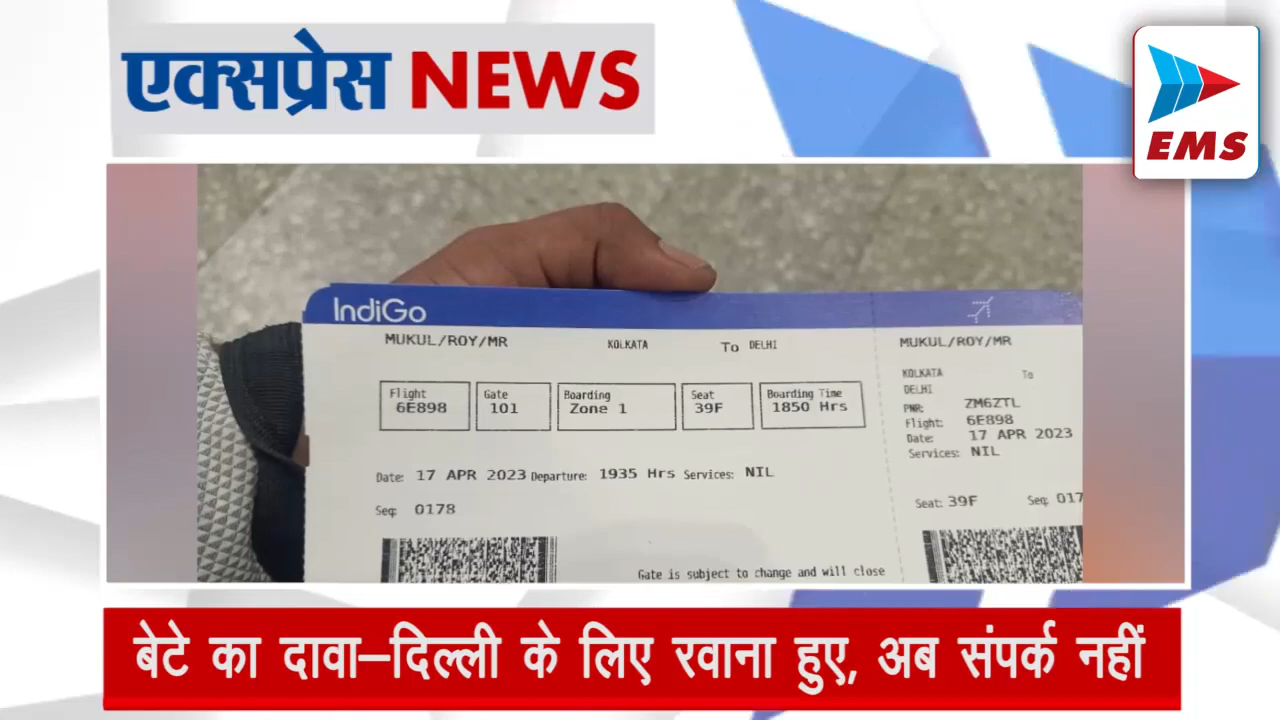 एक्सप्रेस NEWS
EMS
IndiGo
MUKUL/ROY/MR KOLKATA To DELHI
Flight Gate Boarding Seat Boarding Time
6E898 101 Zone 1 39F 1850 Hrs
Date: 17 APR 2023 Departure: 1935 Hrs Services: NIL
Seq: 0178
Gate is subject to change and will close
MUKUL/ROY/MR
KOLKATA To
DELHI
PNR: ZM6ZTL
Flight: 6E898
Date: 17 APR 2023
Services: NIL
Seat: 39F Seq: 017
बेटे का दावा–दिल्ली के लिए रवाना हुए, अब संपर्क नहीं